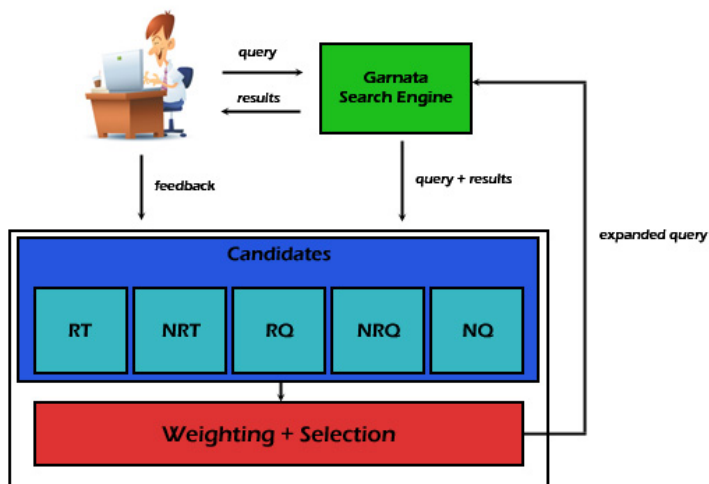 query
results
Garnata
Search Engine
feedback
query + results
expanded query
Candidates
RT
NRT
RQ
NRQ
NQ
Weighting + Selection